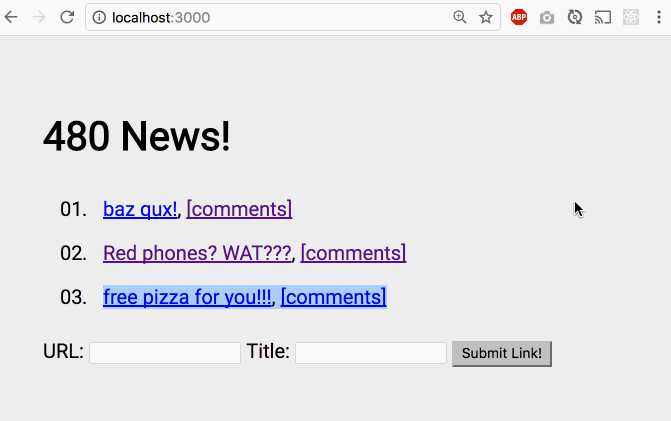 localhost:3000
ABP
480 News!
01. baz qux!, [comments]
02. Red phones? WAT???, [comments]
03. free pizza for you!!!, [comments]
URL: Title: Submit Link!